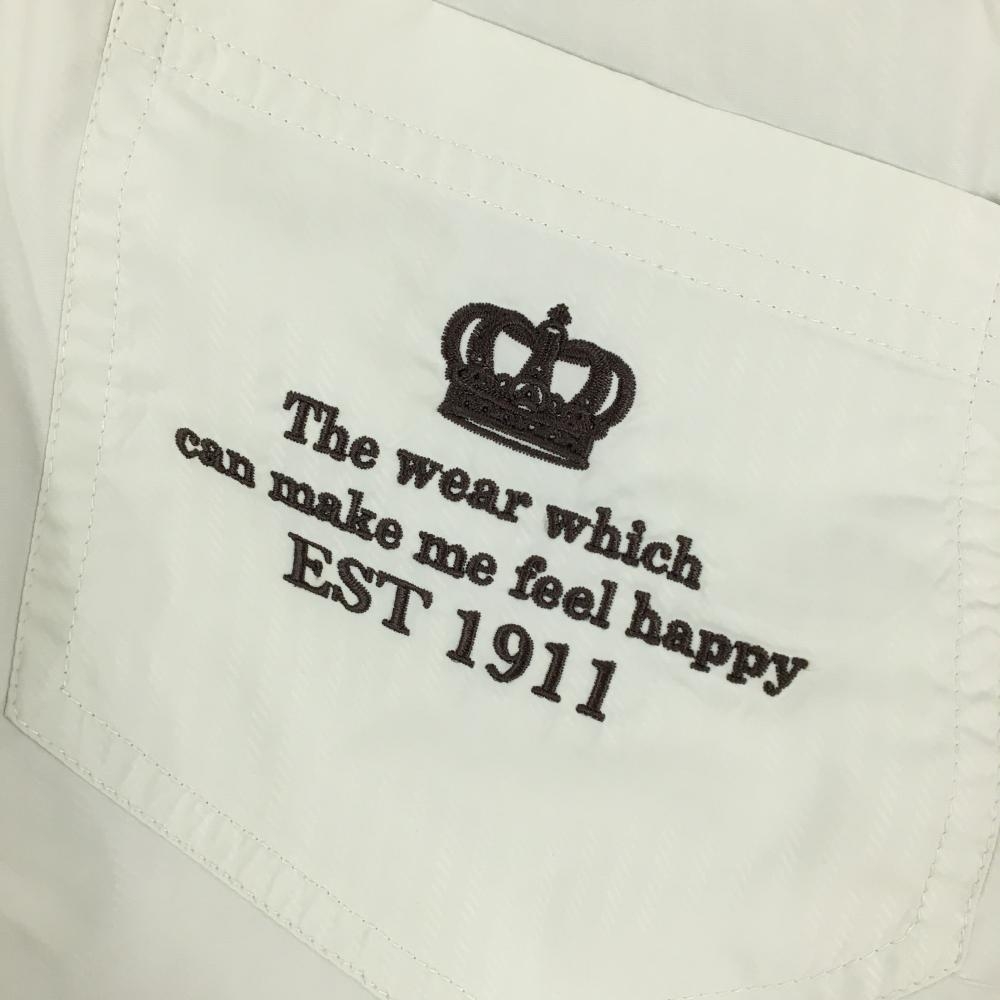 The wear which
can make me feel happy
EST 1911